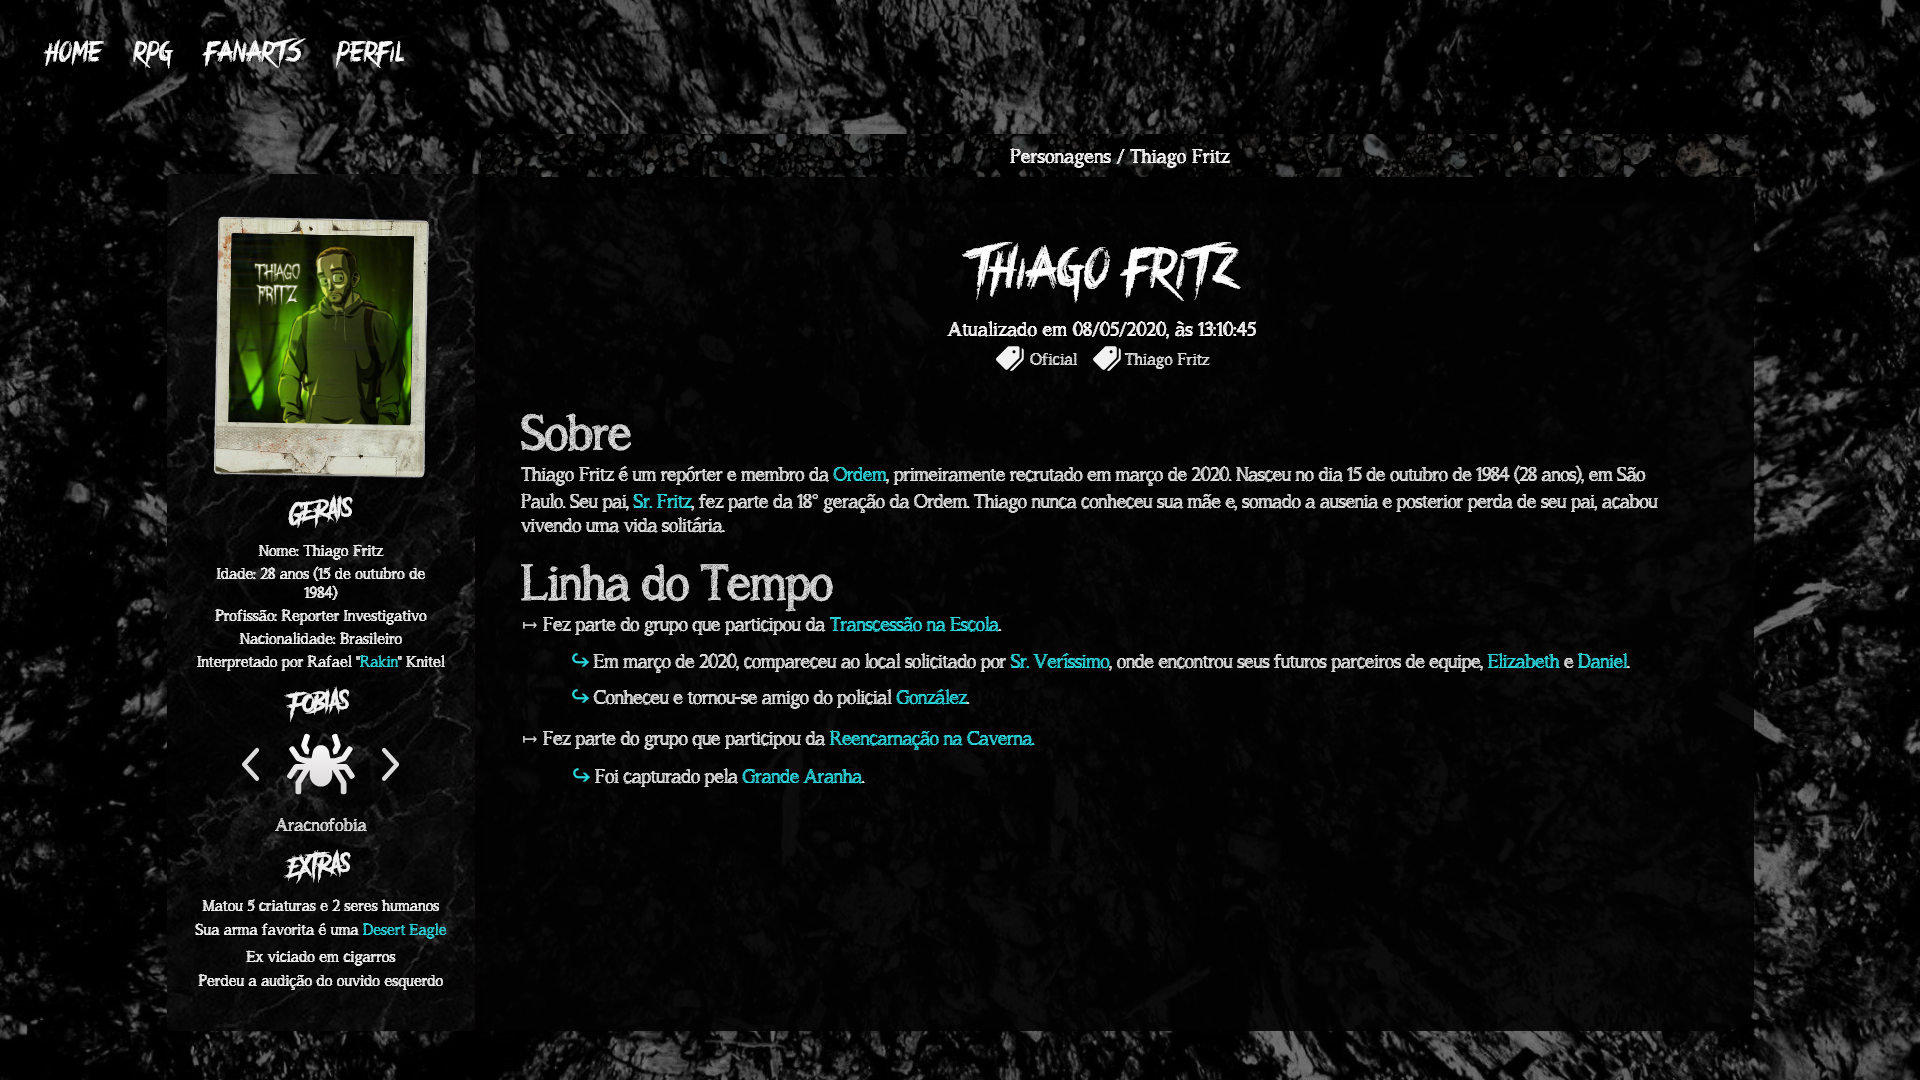 HOME RPG FANARTS PERFIL
Personagens / Thiago Fritz
THIAGO
FRITZ
GERAIS
Nome: Thiago Fritz
Idade: 28 anos (15 de outubro de
1984)
Profissão: Reporter Investigativo
Nacionalidade: Brasileiro
Interpretado por Rafael "Rakin" Knitel
FOBIAS
Aracnofobia
EXTRAS
Matou 5 criaturas e 2 seres humanos
Sua arma favorita é uma Desert Eagle
Ex viciado em cigarros
Perdeu a audição do ouvido esquerdo
THIAGO FRITZ
Atualizado em 08/05/2020, às 13:10:45
Oficial Thiago Fritz
Sobre
Thiago Fritz é um repórter e membro da Ordem, primeiramente recrutado em março de 2020. Nasceu no dia 15 de outubro de 1984 (28 anos), em São
Paulo. Seu pai, Sr. Fritz, fez parte da 18° geração da Ordem. Thiago nunca conheceu sua mãe e, somado a ausenia e posterior perda de seu pai, acabou
vivendo uma vida solitária.
Linha do Tempo
↦ Fez parte do grupo que participou da Transcessão na Escola.
↪ Em março de 2020, compareceu ao local solicitado por Sr. Veríssimo, onde encontrou seus futuros parceiros de equipe, Elizabeth e Daniel.
↪ Conheceu e tornou-se amigo do policial González.
↦ Fez parte do grupo que participou da Reencarnação na Caverna.
↪ Foi capturado pela Grande Aranha.